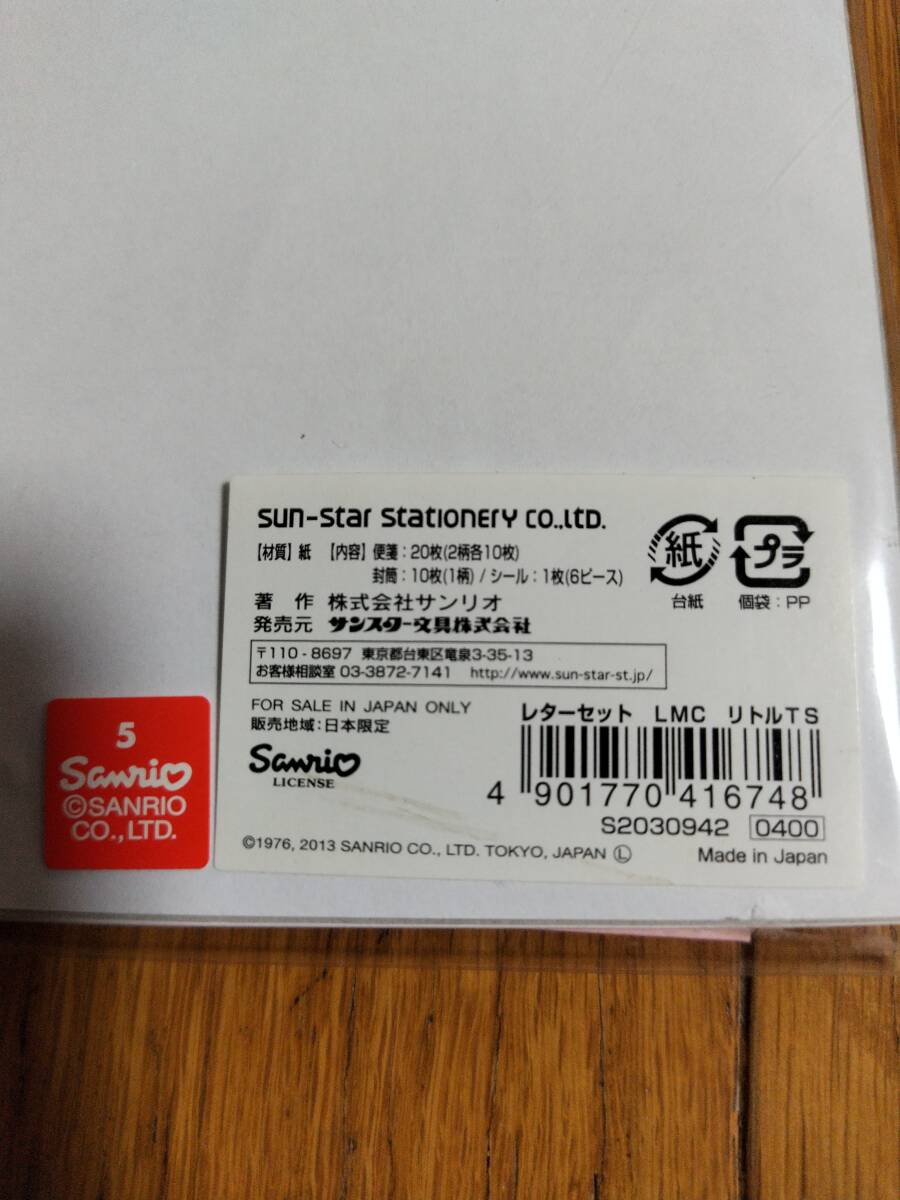 sun-star stationery co.,ltd.
【材質】紙 【内容】便箋：20枚(2柄各10枚)
封筒：10枚(1柄) / シール：1枚(6ピース)
著 作 株式会社サンリオ
発売元 サンスター文具株式会社
紙
台紙
プラ
個袋：PP
〒110-8697 東京都台東区竜泉3-35-13
お客様相談室 03-3872-7141 http://www.sun-star-st.jp/
FOR SALE IN JAPAN ONLY
販売地域：日本限定
Sanrio
LICENSE
レターセット LMC リトルTS
4 901770 416748
S2030942 0400
©1976, 2013 SANRIO CO., LTD. TOKYO, JAPAN Ⓛ
Made in Japan
5
Sanrio
©SANRIO
CO.,LTD.